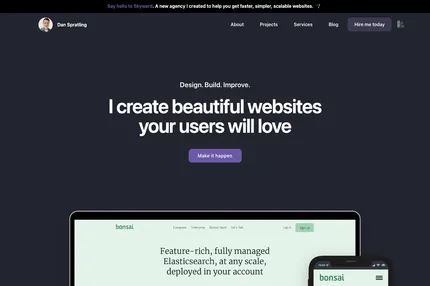 Say hello to Skyward. A new agency I created to help you get faster, simpler, scalable websites.
Dan Spratling
About Projects Services Blog Hire me today
Design. Build. Improve.
I create beautiful websites
your users will love
Make it happen
bonsai
Sign up
Feature-rich, fully managed
Elasticsearch, at any scale,
deployed in your account
bonsai